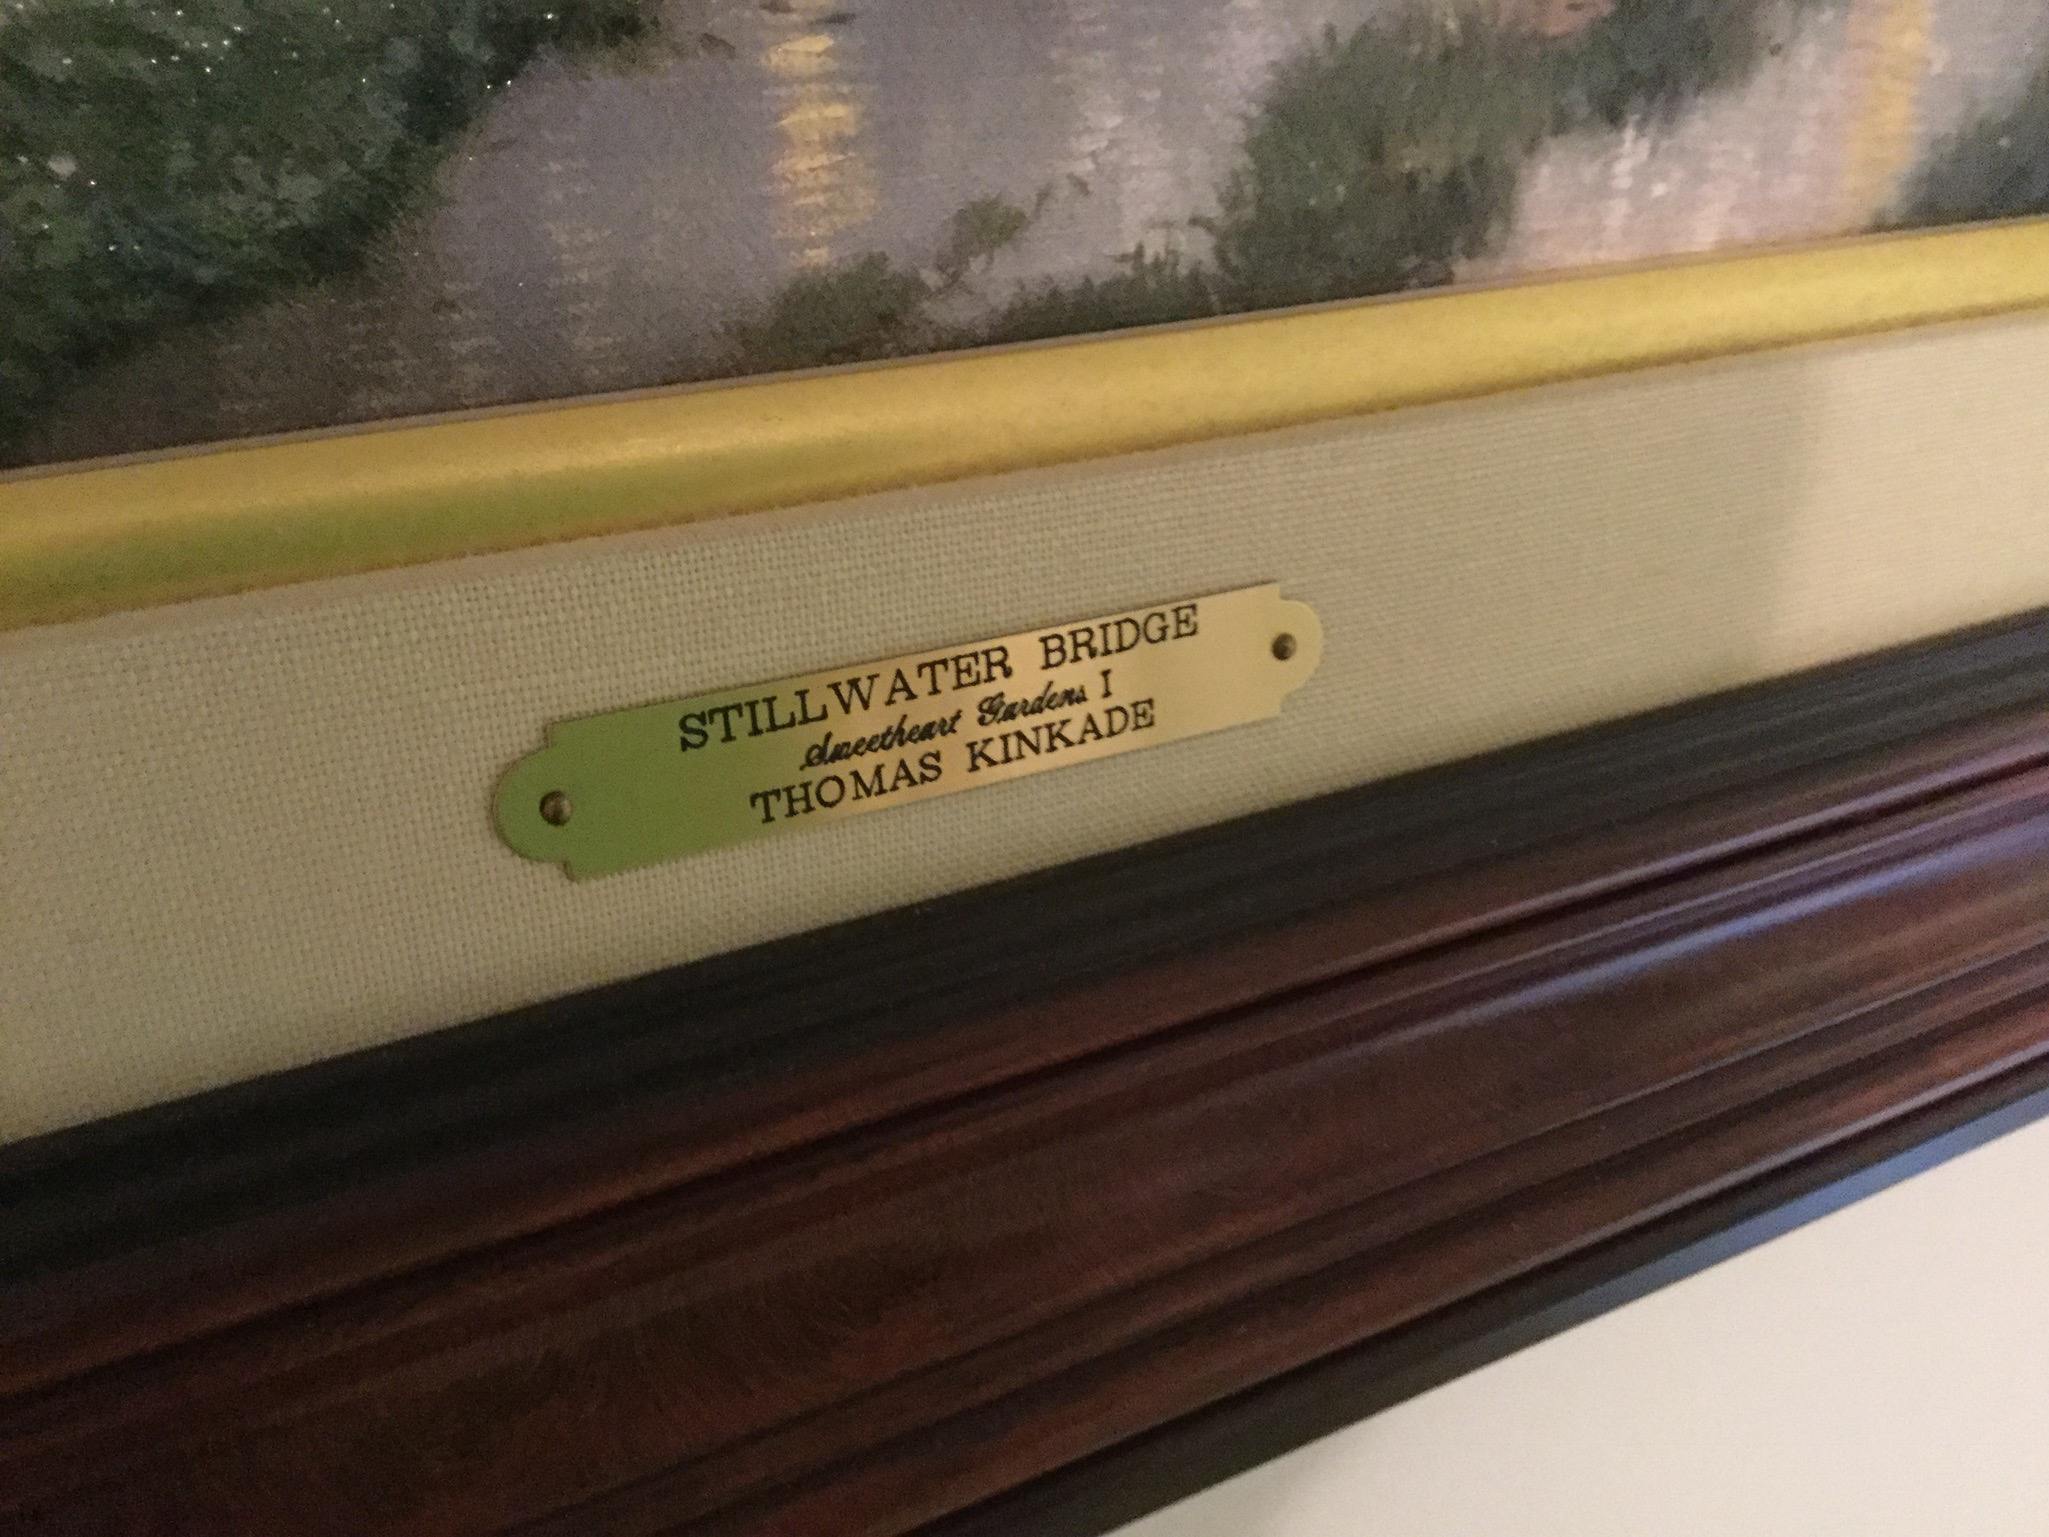 STILLWATER BRIDGE
Sweetheart Gardens I
THOMAS KINKADE